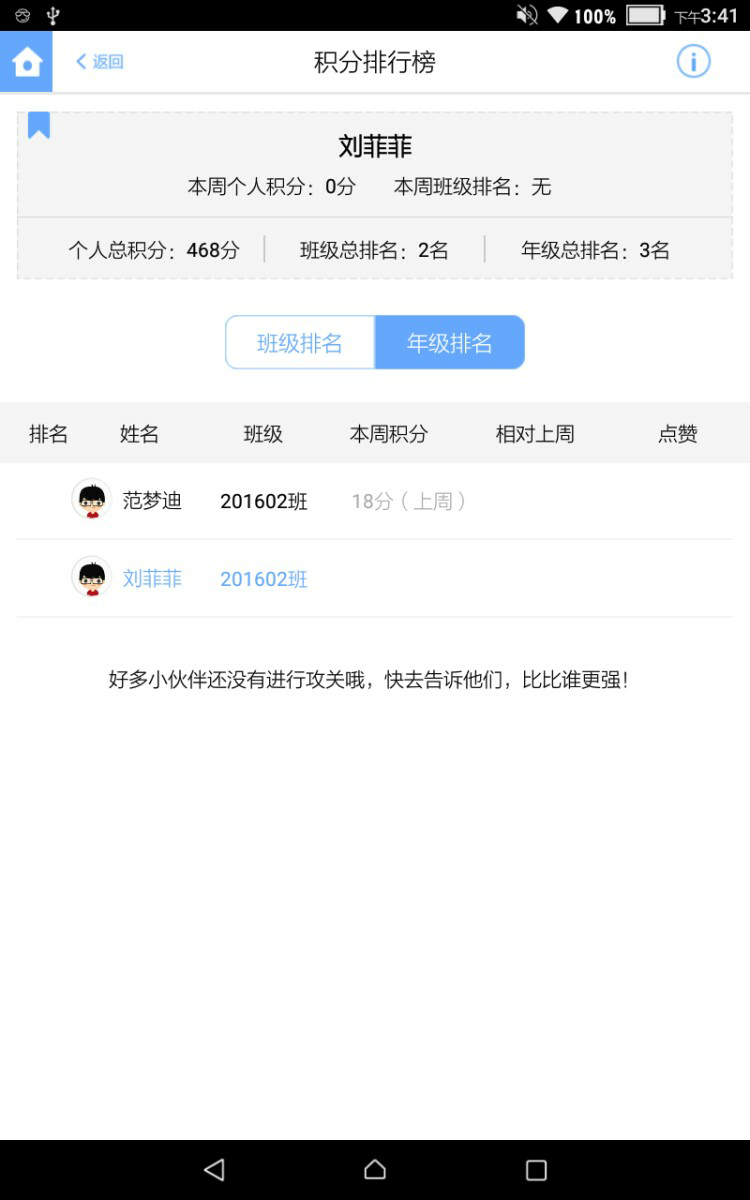 100% 下午3:41
返回 积分排行榜
刘菲菲
本周个人积分：0分 本周班级排名：无
个人总积分：468分 班级总排名：2名 年级总排名：3名
班级排名 年级排名
排名 姓名 班级 本周积分 相对上周 点赞
范梦迪 201602班 18分（上周）
刘菲菲 201602班
好多小伙伴还没有进行攻关哦，快去告诉他们，比比谁更强！